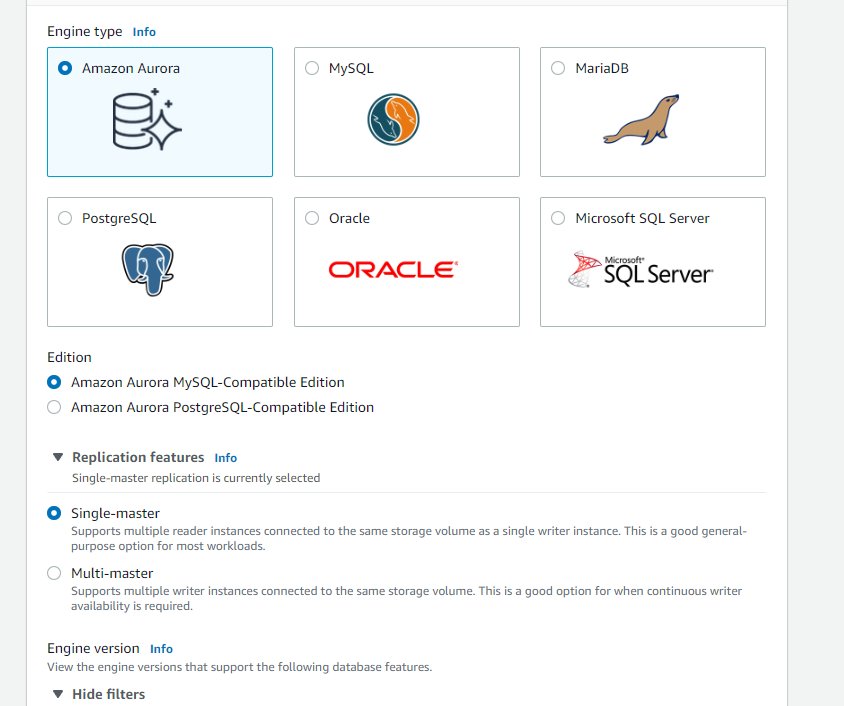 Engine type Info
Amazon Aurora
MySQL
MariaDB
PostgreSQL
Oracle
ORACLE
Microsoft SQL Server
Microsoft®
SQL Server
Edition
Amazon Aurora MySQL-Compatible Edition
Amazon Aurora PostgreSQL-Compatible Edition
Replication features Info
Single-master replication is currently selected
Single-master
Supports multiple reader instances connected to the same storage volume as a single writer instance. This is a good general-
purpose option for most workloads.
Multi-master
Supports multiple writer instances connected to the same storage volume. This is a good option for when continuous writer
availability is required.
Engine version Info
View the engine versions that support the following database features.
Hide filters